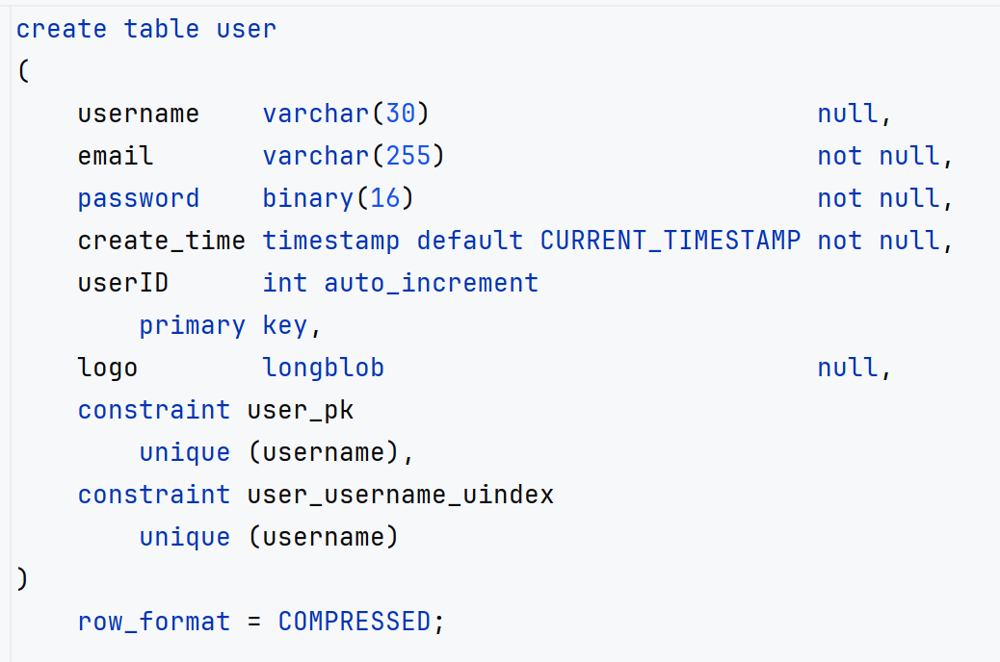 create table user
(
    username    varchar(30)                         null,
    email       varchar(255)                        not null,
    password    binary(16)                          not null,
    create_time timestamp default CURRENT_TIMESTAMP not null,
    userID      int auto_increment
        primary key,
    logo        longblob                            null,
    constraint user_pk
        unique (username),
    constraint user_username_uindex
        unique (username)
)
    row_format = COMPRESSED;